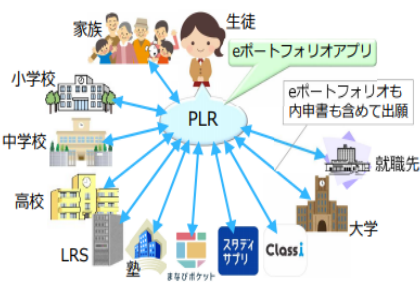 家族
生徒
eポートフォリオアプリ
小学校
PLR
eポートフォリオも
内申書も含めて出願
中学校
就職先
高校
大学
LRS
塾
まなびポケット
スタディ
サプリ
Classi